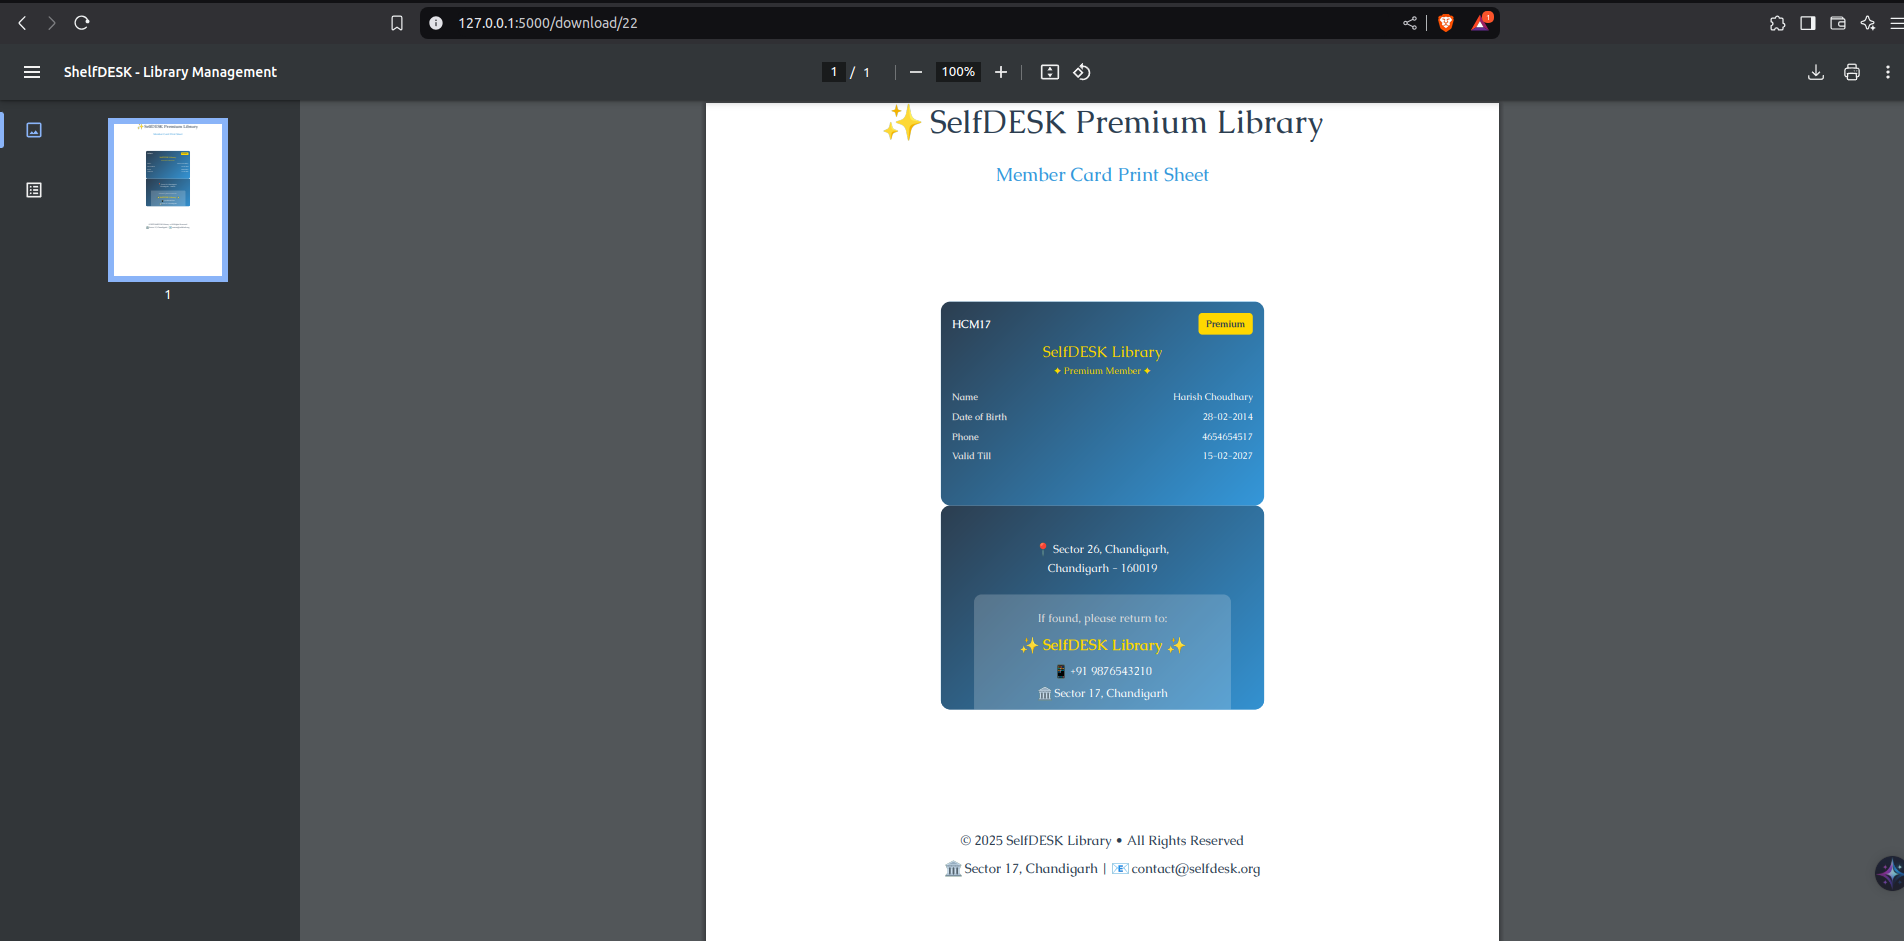 127.0.0.1:5000/download/22
1
ShelfDESK - Library Management
1 / 1
100%
1
✨ SelfDESK Premium Library
Member Card Print Sheet
HCM17
Premium
SelfDESK Library
✦ Premium Member ✦
Name Harish Choudhary
Date of Birth 28-02-2014
Phone 4654654517
Valid Till 15-02-2027
📍 Sector 26, Chandigarh,
Chandigarh - 160019
If found, please return to:
✨ SelfDESK Library ✨
📱 +91 9876543210
🏛️ Sector 17, Chandigarh
© 2025 SelfDESK Library • All Rights Reserved
🏛️ Sector 17, Chandigarh | 📧 contact@selfdesk.org